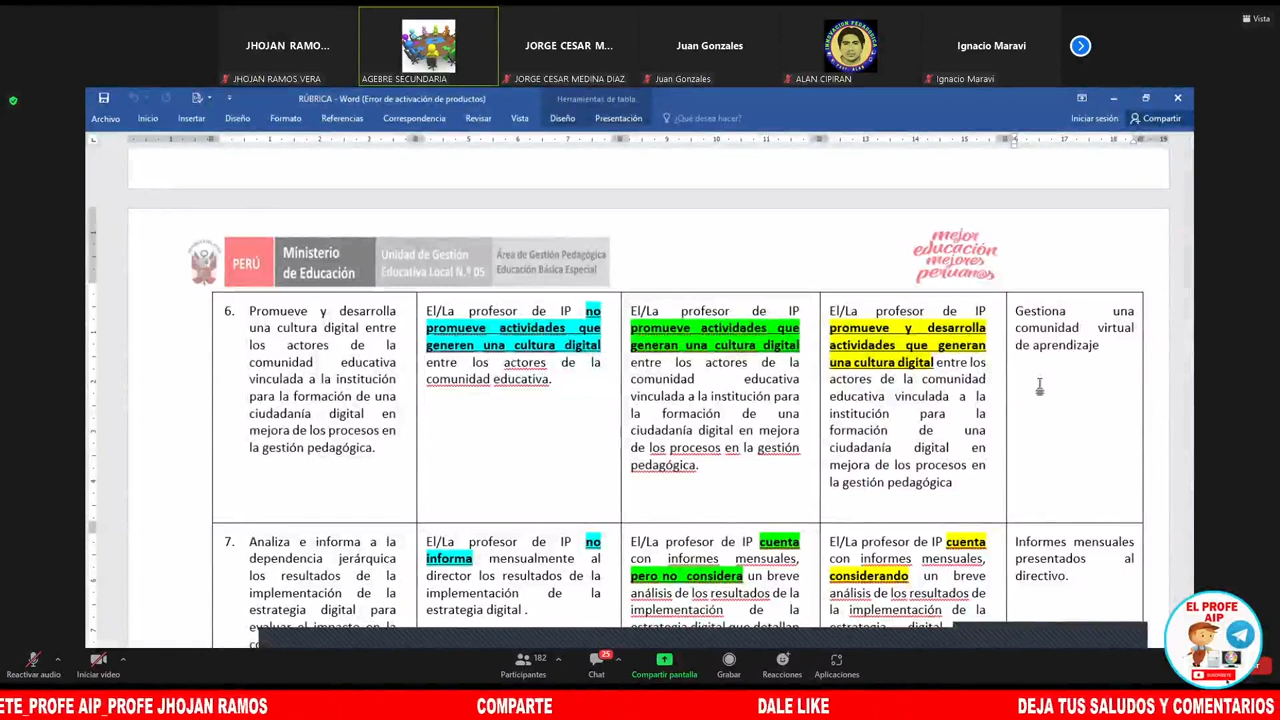 Vista
JHOJAN RAMO...
JORGE CESAR M...
Juan Gonzales
INNOVACION PEDAGOGICA
Ignacio Maravi
JHOJAN RAMOS VERA
AGEBRE SECUNDARIA
JORGE CESAR MEDINA DIAZ
Juan Gonzales
ALAN CIPIRAN
Ignacio Maravi
RÚBRICA - Word (Error de activación de productos)
Herramientas de tabla
Archivo
Inicio
Insertar
Diseño
Formato
Referencias
Correspondencia
Revisar
Vista
Diseño
Presentación
¿Qué desea hacer?
Iniciar sesión
Compartir
PERÚ
Ministerio
de Educación
Unidad de Gestión
Educativa Local N.º 05
Área de Gestión Pedagógica
Educación Básica Especial
mejor
educación
mejores
peruanos
6. Promueve y desarrolla
una cultura digital entre
los actores de la
comunidad educativa
vinculada a la institución
para la formación de una
ciudadanía digital en
mejora de los procesos en
la gestión pedagógica.
El/La profesor de IP no
promueve actividades que
generen una cultura digital
entre los actores de la
comunidad educativa.
El/La profesor de IP
promueve actividades que
generan una cultura digital
entre los actores de la
comunidad educativa
vinculada a la institución para
la formación de una
ciudadanía digital en mejora
de los procesos en la gestión
pedagógica.
El/La profesor de IP
promueve y desarrolla
actividades que generan
una cultura digital entre los
actores de la comunidad
educativa vinculada a la
institución para la
formación de una
ciudadanía digital en
mejora de los procesos en
la gestión pedagógica
Gestiona una
comunidad virtual
de aprendizaje
7. Analiza e informa a la
dependencia jerárquica
los resultados de la
implementación de la
estrategia digital para
evaluar el impacto en la
El/La profesor de IP no
informa mensualmente al
director los resultados de la
implementación de la
estrategia digital .
El/La profesor de IP cuenta
con informes mensuales,
pero no considera un breve
análisis de los resultados de la
implementación de la
estrategia digital que detallan
El/La profesor de IP cuenta
con informes mensuales,
considerando un breve
análisis de los resultados de
la implementación de la
estrategia digital
Informes mensuales
presentados al
directivo.
EL PROFE
AIP
SUSCRÍBETE
Reactivar audio
Iniciar video
182
Participantes
25
Chat
Compartir pantalla
Grabar
Reacciones
Aplicaciones
ETE_PROFE AIP_PROFE JHOJAN RAMOS
COMPARTE
DALE LIKE
DEJA TUS SALUDOS Y COMENTARIOS